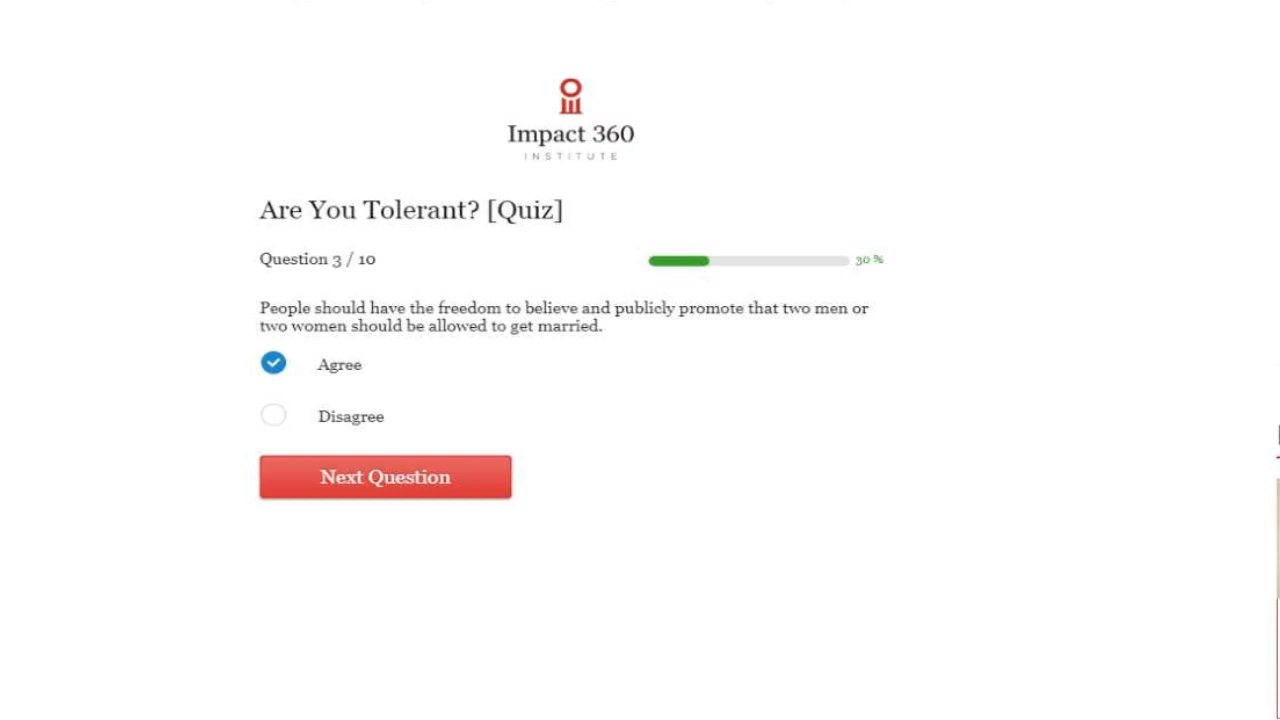 Impact 360
INSTITUTE
Are You Tolerant? [Quiz]
Question 3 / 10
30 %
People should have the freedom to believe and publicly promote that two men or
two women should be allowed to get married.
Agree
Disagree
Next Question